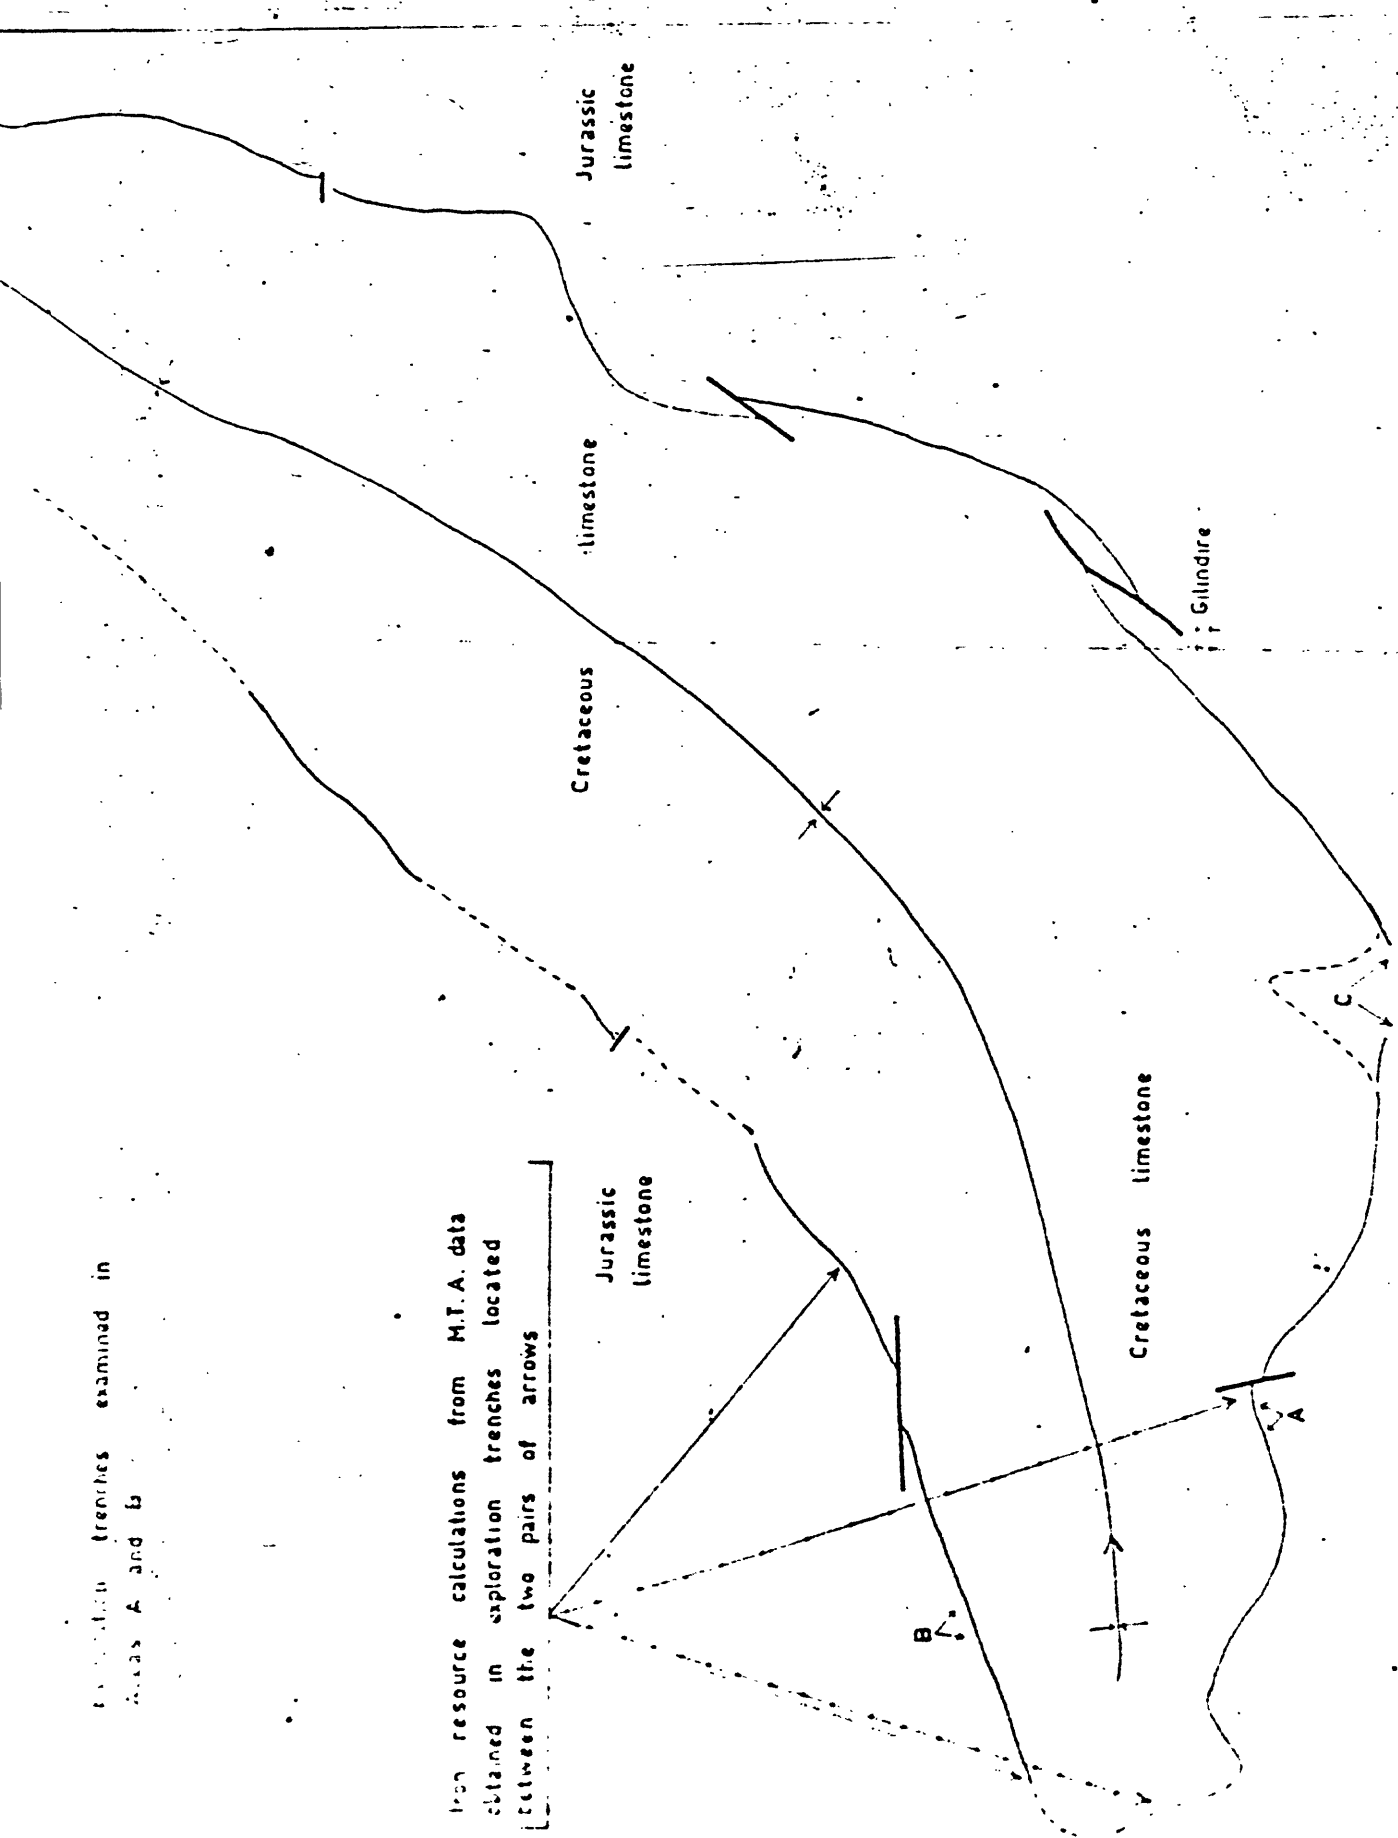 trenches examined in
A and B
resource calculations from M.T.A. data
obtained in exploration trenches located
between the two pairs of arrows
Jurassic
limestone
Cretaceous limestone
Jurassic
limestone
B
Cretaceous limestone
A
C
Gilindire